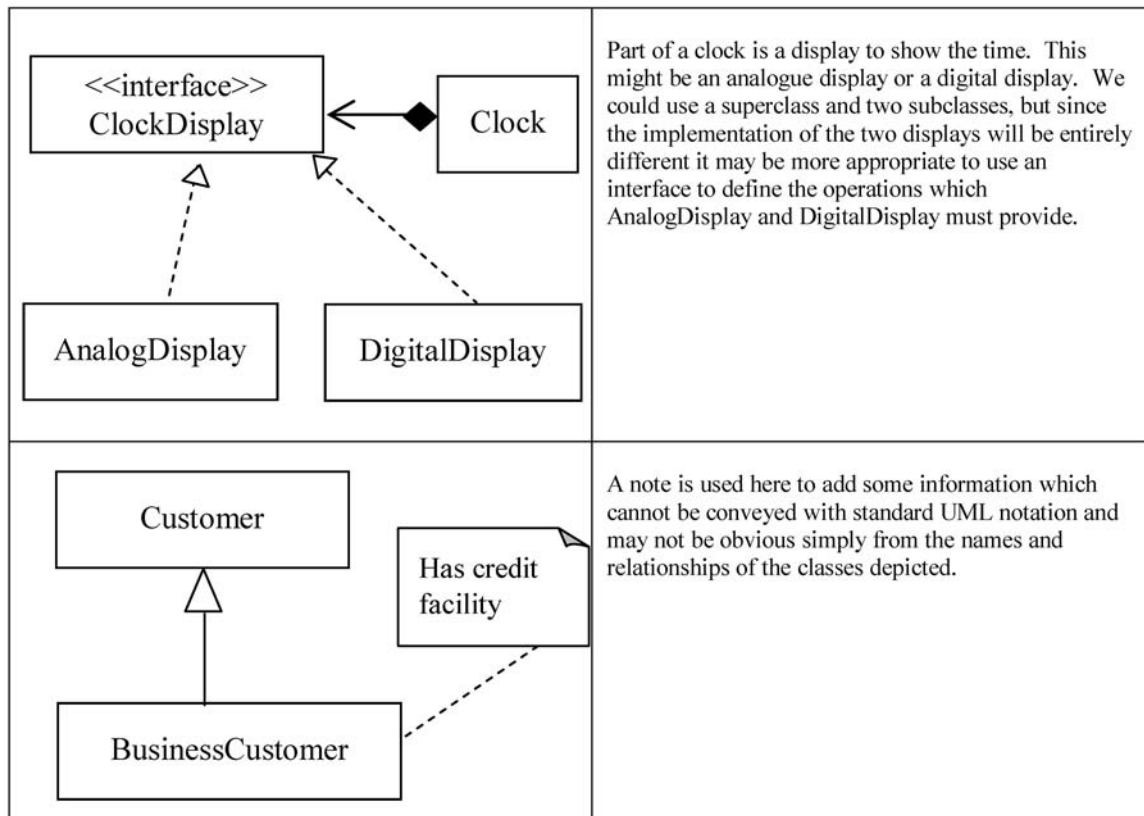 <<interface>>
ClockDisplay
Clock
AnalogDisplay
DigitalDisplay
Part of a clock is a display to show the time. This
might be an analogue display or a digital display. We
could use a superclass and two subclasses, but since
the implementation of the two displays will be entirely
different it may be more appropriate to use an
interface to define the operations which
AnalogDisplay and DigitalDisplay must provide.
Customer
Has credit
facility
BusinessCustomer
A note is used here to add some information which
cannot be conveyed with standard UML notation and
may not be obvious simply from the names and
relationships of the classes depicted.